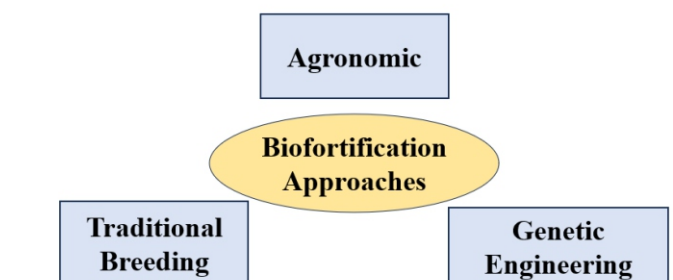 Agronomic
Biofortification
Approaches
Traditional
Breeding
Genetic
Engineering